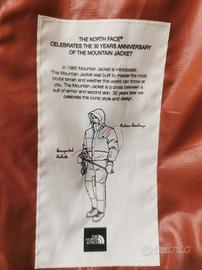 THE NORTH FACE®
CELEBRATES THE 30 YEARS ANNIVERSARY
OF THE MOUNTAIN JACKET
In 1985 Mountain Jacket is introduced.
This Mountain Jacket was built to master the most
brutal terrain and weather this world can throw at
you. The Mountain Jacket is a cross between a
suit of armor and second skin. 30 years later we
celebrate the iconic style and design.
THE
NORTH
FACE